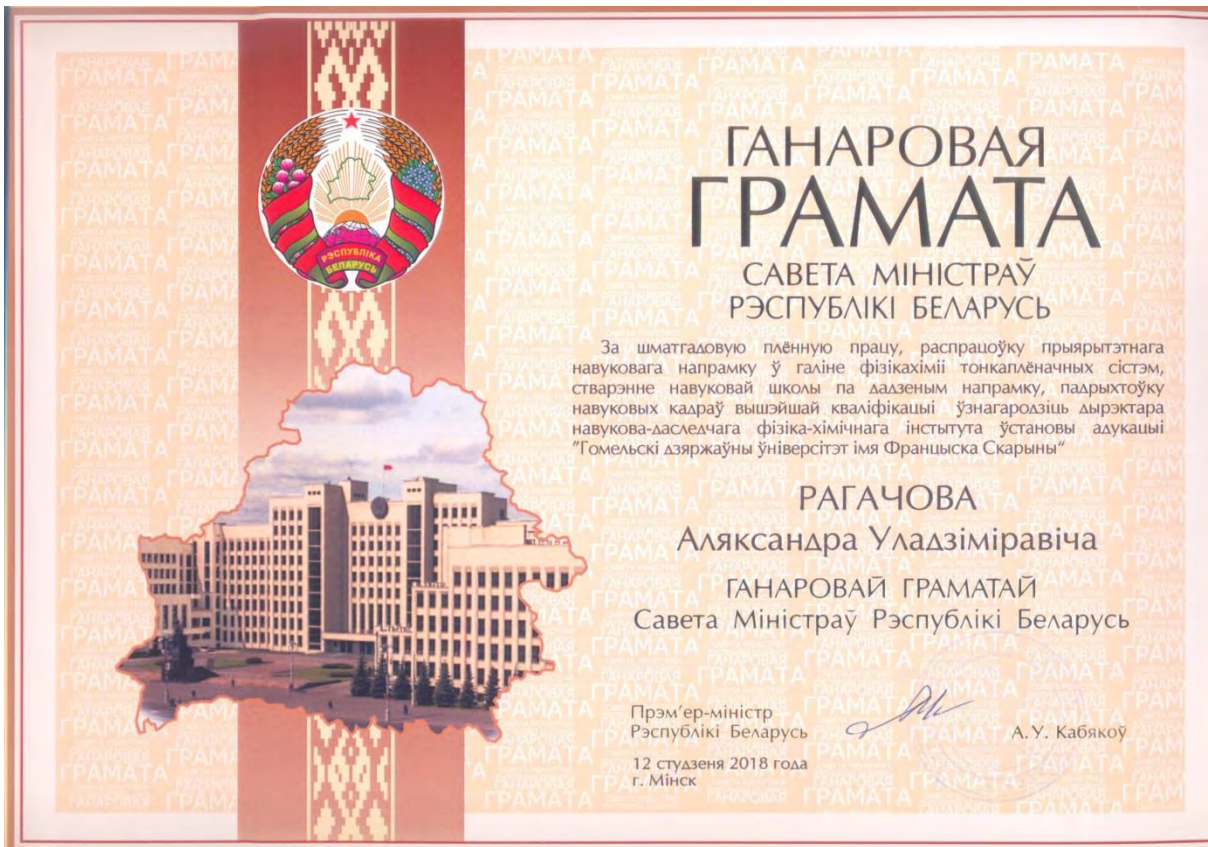 РЭСПУБЛІКА
БЕЛАРУСЬ
ГАНАРОВАЯ
ГРАМАТА
САВЕТА МІНІСТРАЎ
РЭСПУБЛІКІ БЕЛАРУСЬ
За шматгадовую плённую працу, распрацоўку прыярытэтнага
навуковага напрамку ў галіне фізікахіміі тонкаплёначных сістэм,
стварэнне навуковай школы па дадзеным напрамку, падрыхтоўку
навуковых кадраў вышэйшай кваліфікацыі ўзнагародзіць дырэктара
навукова-даследчага фізіка-хімічнага інстытута ўстановы адукацыі
"Гомельскі дзяржаўны ўніверсітэт імя Францыска Скарыны“
РАГАЧОВА
Аляксандра Уладзіміравіча
ГАНАРОВАЙ ГРАМАТАЙ
Савета Міністраў Рэспублікі Беларусь
Прэм’ер-міністр
Рэспублікі Беларусь
А. У. Кабякоў
12 студзеня 2018 года
г. Мінск